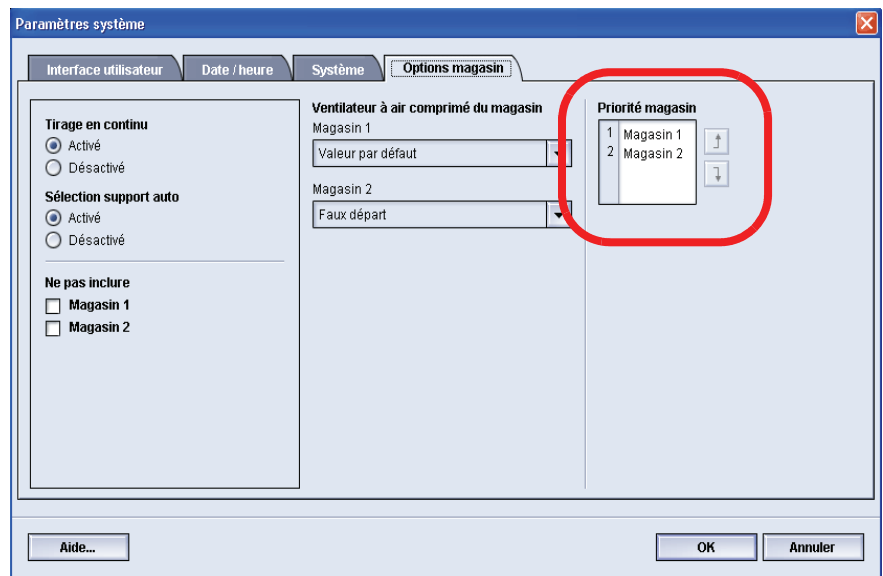 Paramètres système
Interface utilisateur
Date / heure
Système
Options magasin
Tirage en continu
Activé
Désactivé
Sélection support auto
Activé
Désactivé
Ne pas inclure
Magasin 1
Magasin 2
Ventilateur à air comprimé du magasin
Magasin 1
Valeur par défaut
Magasin 2
Faux départ
Priorité magasin
1 Magasin 1
2 Magasin 2
Aide...
OK
Annuler